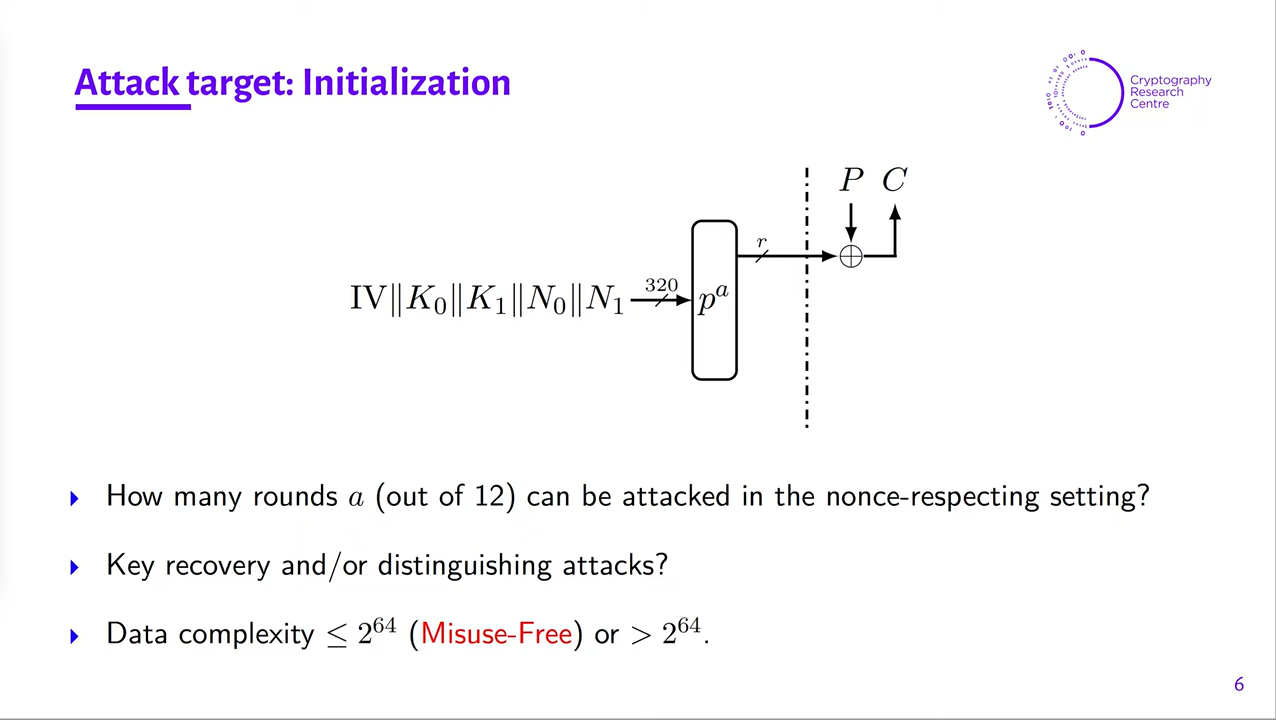 Attack target: Initialization
Cryptography
Research
Centre
P C
r
IV∥K₀∥K₁∥N₀∥N₁
320
pᵃ
How many rounds a (out of 12) can be attacked in the nonce-respecting setting?
Key recovery and/or distinguishing attacks?
Data complexity ≤ 2⁶⁴ (Misuse-Free) or > 2⁶⁴.
6